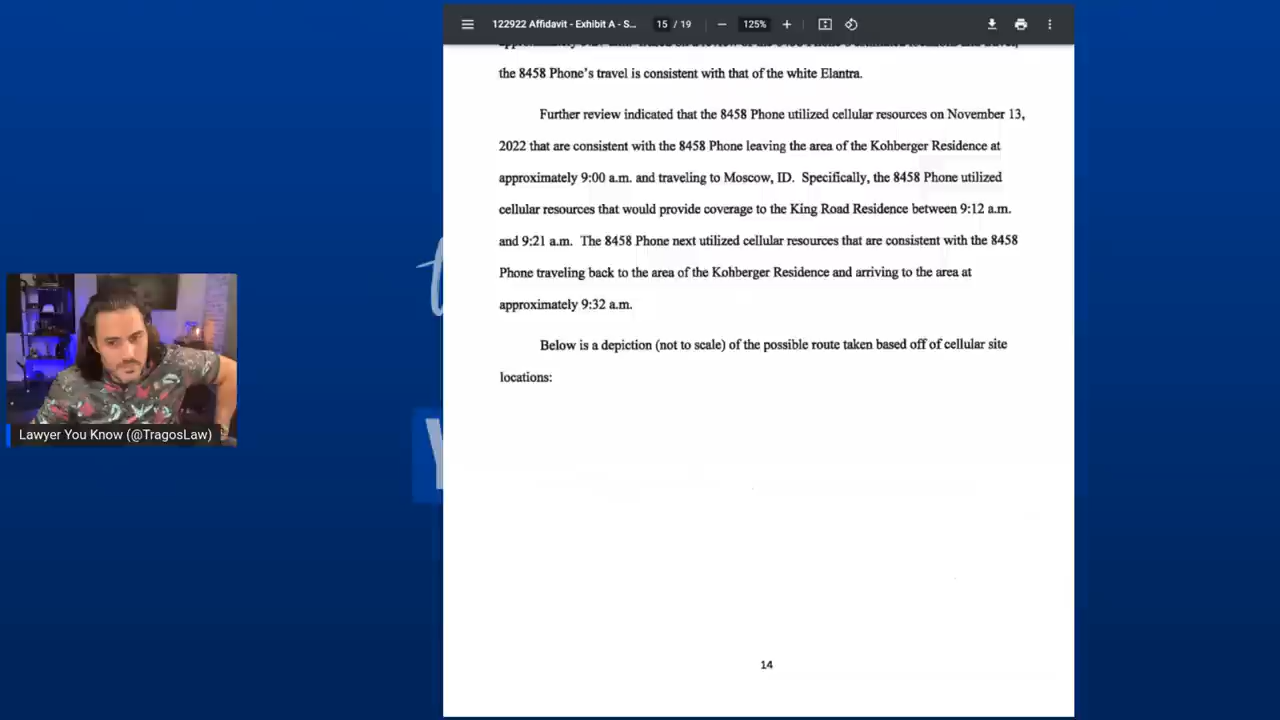 122922 Affidavit - Exhibit A - S...
15 / 19
125%
the 8458 Phone's travel is consistent with that of the white Elantra.
Further review indicated that the 8458 Phone utilized cellular resources on November 13,
2022 that are consistent with the 8458 Phone leaving the area of the Kohberger Residence at
approximately 9:00 a.m. and traveling to Moscow, ID. Specifically, the 8458 Phone utilized
cellular resources that would provide coverage to the King Road Residence between 9:12 a.m.
and 9:21 a.m. The 8458 Phone next utilized cellular resources that are consistent with the 8458
Phone traveling back to the area of the Kohberger Residence and arriving to the area at
approximately 9:32 a.m.
Below is a depiction (not to scale) of the possible route taken based off of cellular site
locations:
14
Lawyer You Know (@TragosLaw)